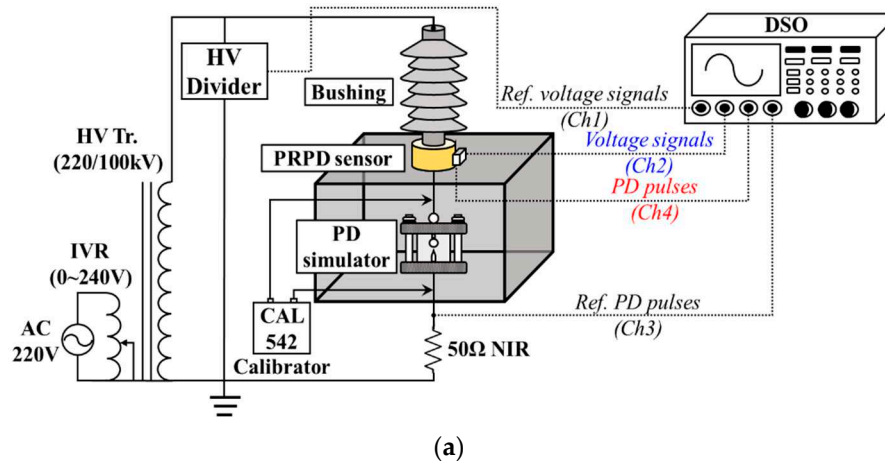 DSO
HV
Divider
Bushing
Ref. voltage signals
(Ch1)
HV Tr.
(220/100kV)
PRPD sensor
Voltage signals
(Ch2)
PD pulses
(Ch4)
PD
simulator
IVR
(0~240V)
AC
220V
CAL
542
Calibrator
Ref. PD pulses
(Ch3)
50Ω NIR
(a)